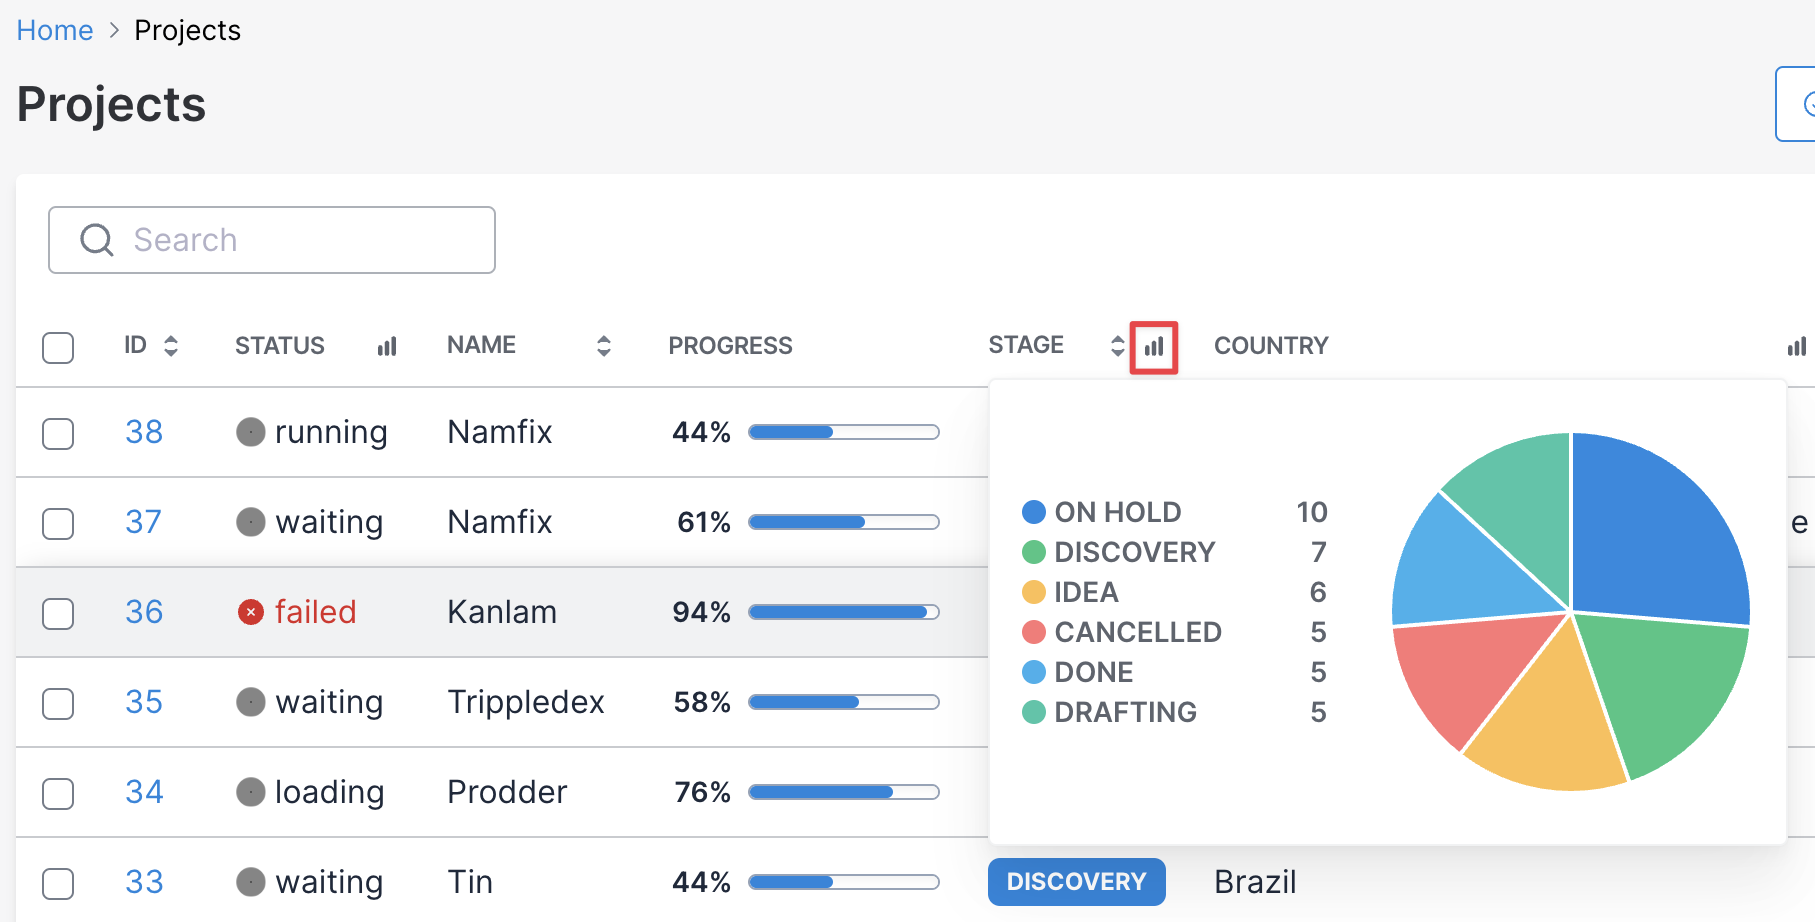 Home > Projects
Projects
Search
ID STATUS NAME PROGRESS STAGE COUNTRY
38 running Namfix 44%
37 waiting Namfix 61% e
36 failed Kanlam 94%
35 waiting Trippledex 58%
34 loading Prodder 76%
33 waiting Tin 44% DISCOVERY Brazil
ON HOLD 10
DISCOVERY 7
IDEA 6
CANCELLED 5
DONE 5
DRAFTING 5